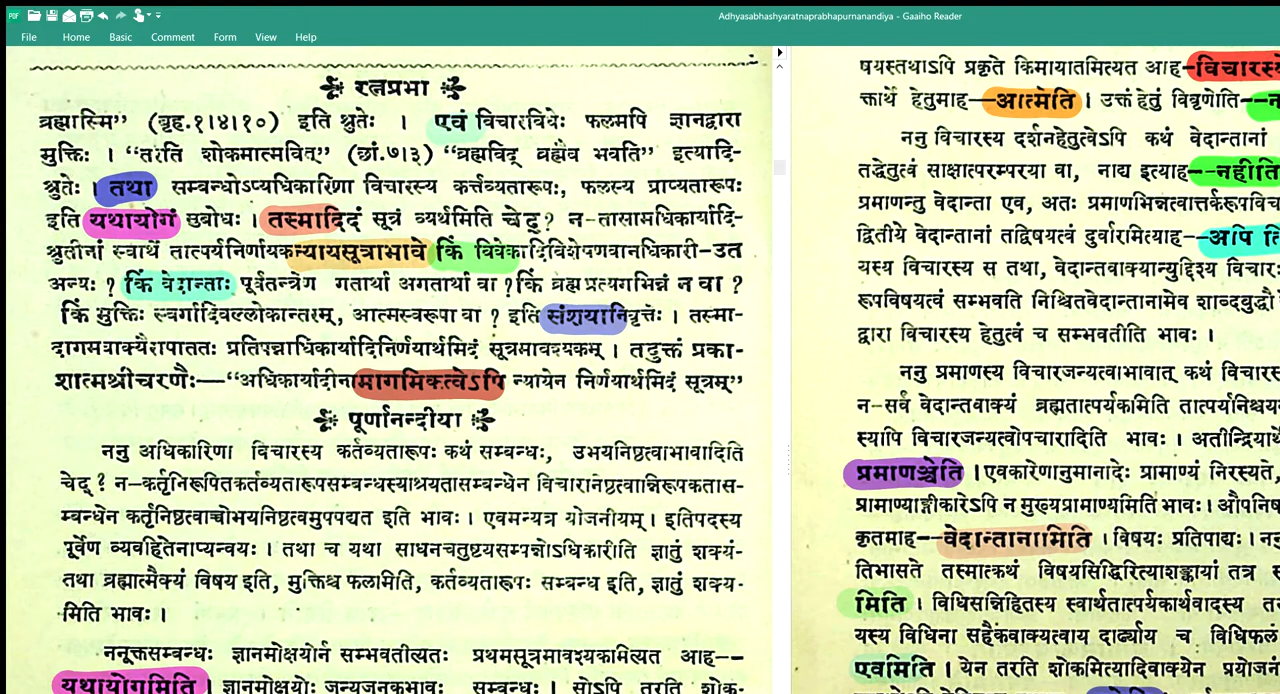 Adhyasabhashyaratnaprabhapurnanandiya - Gaaiho Reader
File Home Basic Comment Form View Help
रत्नप्रभा
ब्रह्मास्मि” (बृह.१।४।१०) इति श्रुतेः । एवं विचारविधेः फलमपि ज्ञानद्वारा
मुक्तिः । “तरति शोकमात्मवित्” (छां.७।३) “ब्रह्मविद् ब्रह्मैव भवति” इत्यादि-
श्रुतेः । तथा सम्बन्धोऽप्यधिकारिणा विचारस्य कर्त्तव्यतारूपः, फलस्य प्राप्यतारूपः
इति यथायोगं सुबोधः । तस्मादिदं सूत्रं व्यर्थमिति चेद्? न-तासामधिकार्यादि-
श्रुतीनां स्वार्थे तात्पर्यनिर्णायकन्यायसूत्राभावे किं विवेकादिविशेषणवानधिकारी-उत
अन्यः ? किं वेदान्ताः पूर्वतन्त्रेण गतार्था अगतार्था वा ? किं ब्रह्म प्रत्यगभिन्नं न वा ?
किं मुक्तिः स्वर्गादिवल्लोकान्तरम्, आत्मस्वरूपा वा ? इति संशयानिवृत्तेः । तस्मा-
दागमवाक्यैरापाततः प्रतिपन्नाधिकार्यादिनिर्णयार्थमिदं सूत्रमावश्यकम् । तदुक्तं प्रका-
शात्मश्रीचरणैः—“अधिकार्यादीनामागमिकत्वेऽपि न्यायेन निर्णयार्थमिदं सूत्रम्”
पूर्णानन्दीया
ननु अधिकारिणा विचारस्य कर्तव्यतारूपः कथं सम्बन्धः, उभयनिष्ठत्वाभावादिति
चेद् ? न—कर्तृनिरूपितकर्तव्यतारूपसम्बन्धस्याश्रयतासम्बन्धेन विचारनिष्ठत्वान्निरूपकतास-
म्बन्धेन कर्तृनिष्ठत्वाच्चोभयनिष्ठत्वमुपपद्यत इति भावः । एवमन्यत्र योजनीयम् । इतिपदस्य
पूर्वेण व्यवहितेनाप्यन्वयः । तथा च यथा साधनचतुष्टयसम्पन्नोऽधिकारीति ज्ञातुं शक्यं-
तथा ब्रह्मात्मैक्यं विषय इति, मुक्तिश्च फलमिति, कर्तव्यतारूपः सम्बन्ध इति, ज्ञातुं शक्य-
मिति भावः ।
ननूक्तसम्बन्धः ज्ञानमोक्षयोर्न सम्भवतीत्यतः प्रथमसूत्रमावश्यकमित्यत आह--
यथायोगमिति । ज्ञानमोक्षयोः जन्यजनकभावः सम्बन्धः । सोऽपि तरति शोक-
षयस्तथाऽपि प्रकृते किमायातमित्यत आह-विचारस्ये
क्तार्थे हेतुमाह—आत्मेति । उक्तं हेतुं विवृणोति--न
ननु विचारस्य दर्शनहेतुत्वेऽपि कथं वेदान्तानां
तद्धेतुत्वं साक्षात्परम्परया वा, नाद्य इत्याह--नहीति
प्रमाणन्तु वेदान्ता एव, अतः प्रमाणभिन्नत्वात्तर्करूपविच
द्वितीये वेदान्तानां तद्विषयत्वं दुर्वारमित्याह--अपि
यस्य विचारस्य स तथा, वेदान्तवाक्यान्युद्दिश्य विचार:
रूपविषयत्वं सम्भवति निश्चितवेदान्तानामेव शाब्दबुद्धौ
द्वारा विचारस्य हेतुत्वं च सम्भवतीति भावः ।
ननु प्रमाणस्य विचारजन्यत्वाभावात् कथं विचारस
न-सर्वं वेदान्तवाक्यं ब्रह्मतात्पर्यकमिति तात्पर्यनिश्चय
स्यापि विचारजन्यत्वोपचारादिति भावः । अतीन्द्रियार्थे
प्रमाणञ्चेति । एवकारेणानुमानादेः प्रामाण्यं निरस्यते,
प्रामाण्याङ्गीकारेऽपि न मुख्यप्रामाण्यमिति भावः । औपनिष
कृतमाह--वेदान्तानामिति । विषयः प्रतिपाद्यः । ननु
तिभासते तस्मात्कथं विषयसिद्धिरित्याशङ्कायां तत्र
मिति । विधिसन्निहितस्य स्वार्थतात्पर्यकार्थवादस्य
यस्य विधिना सहैकवाक्यत्वाय दार्ढ्याय च विधिफलं
एवमिति । येन तरति शोकमित्यादिवाक्येन प्रयोज